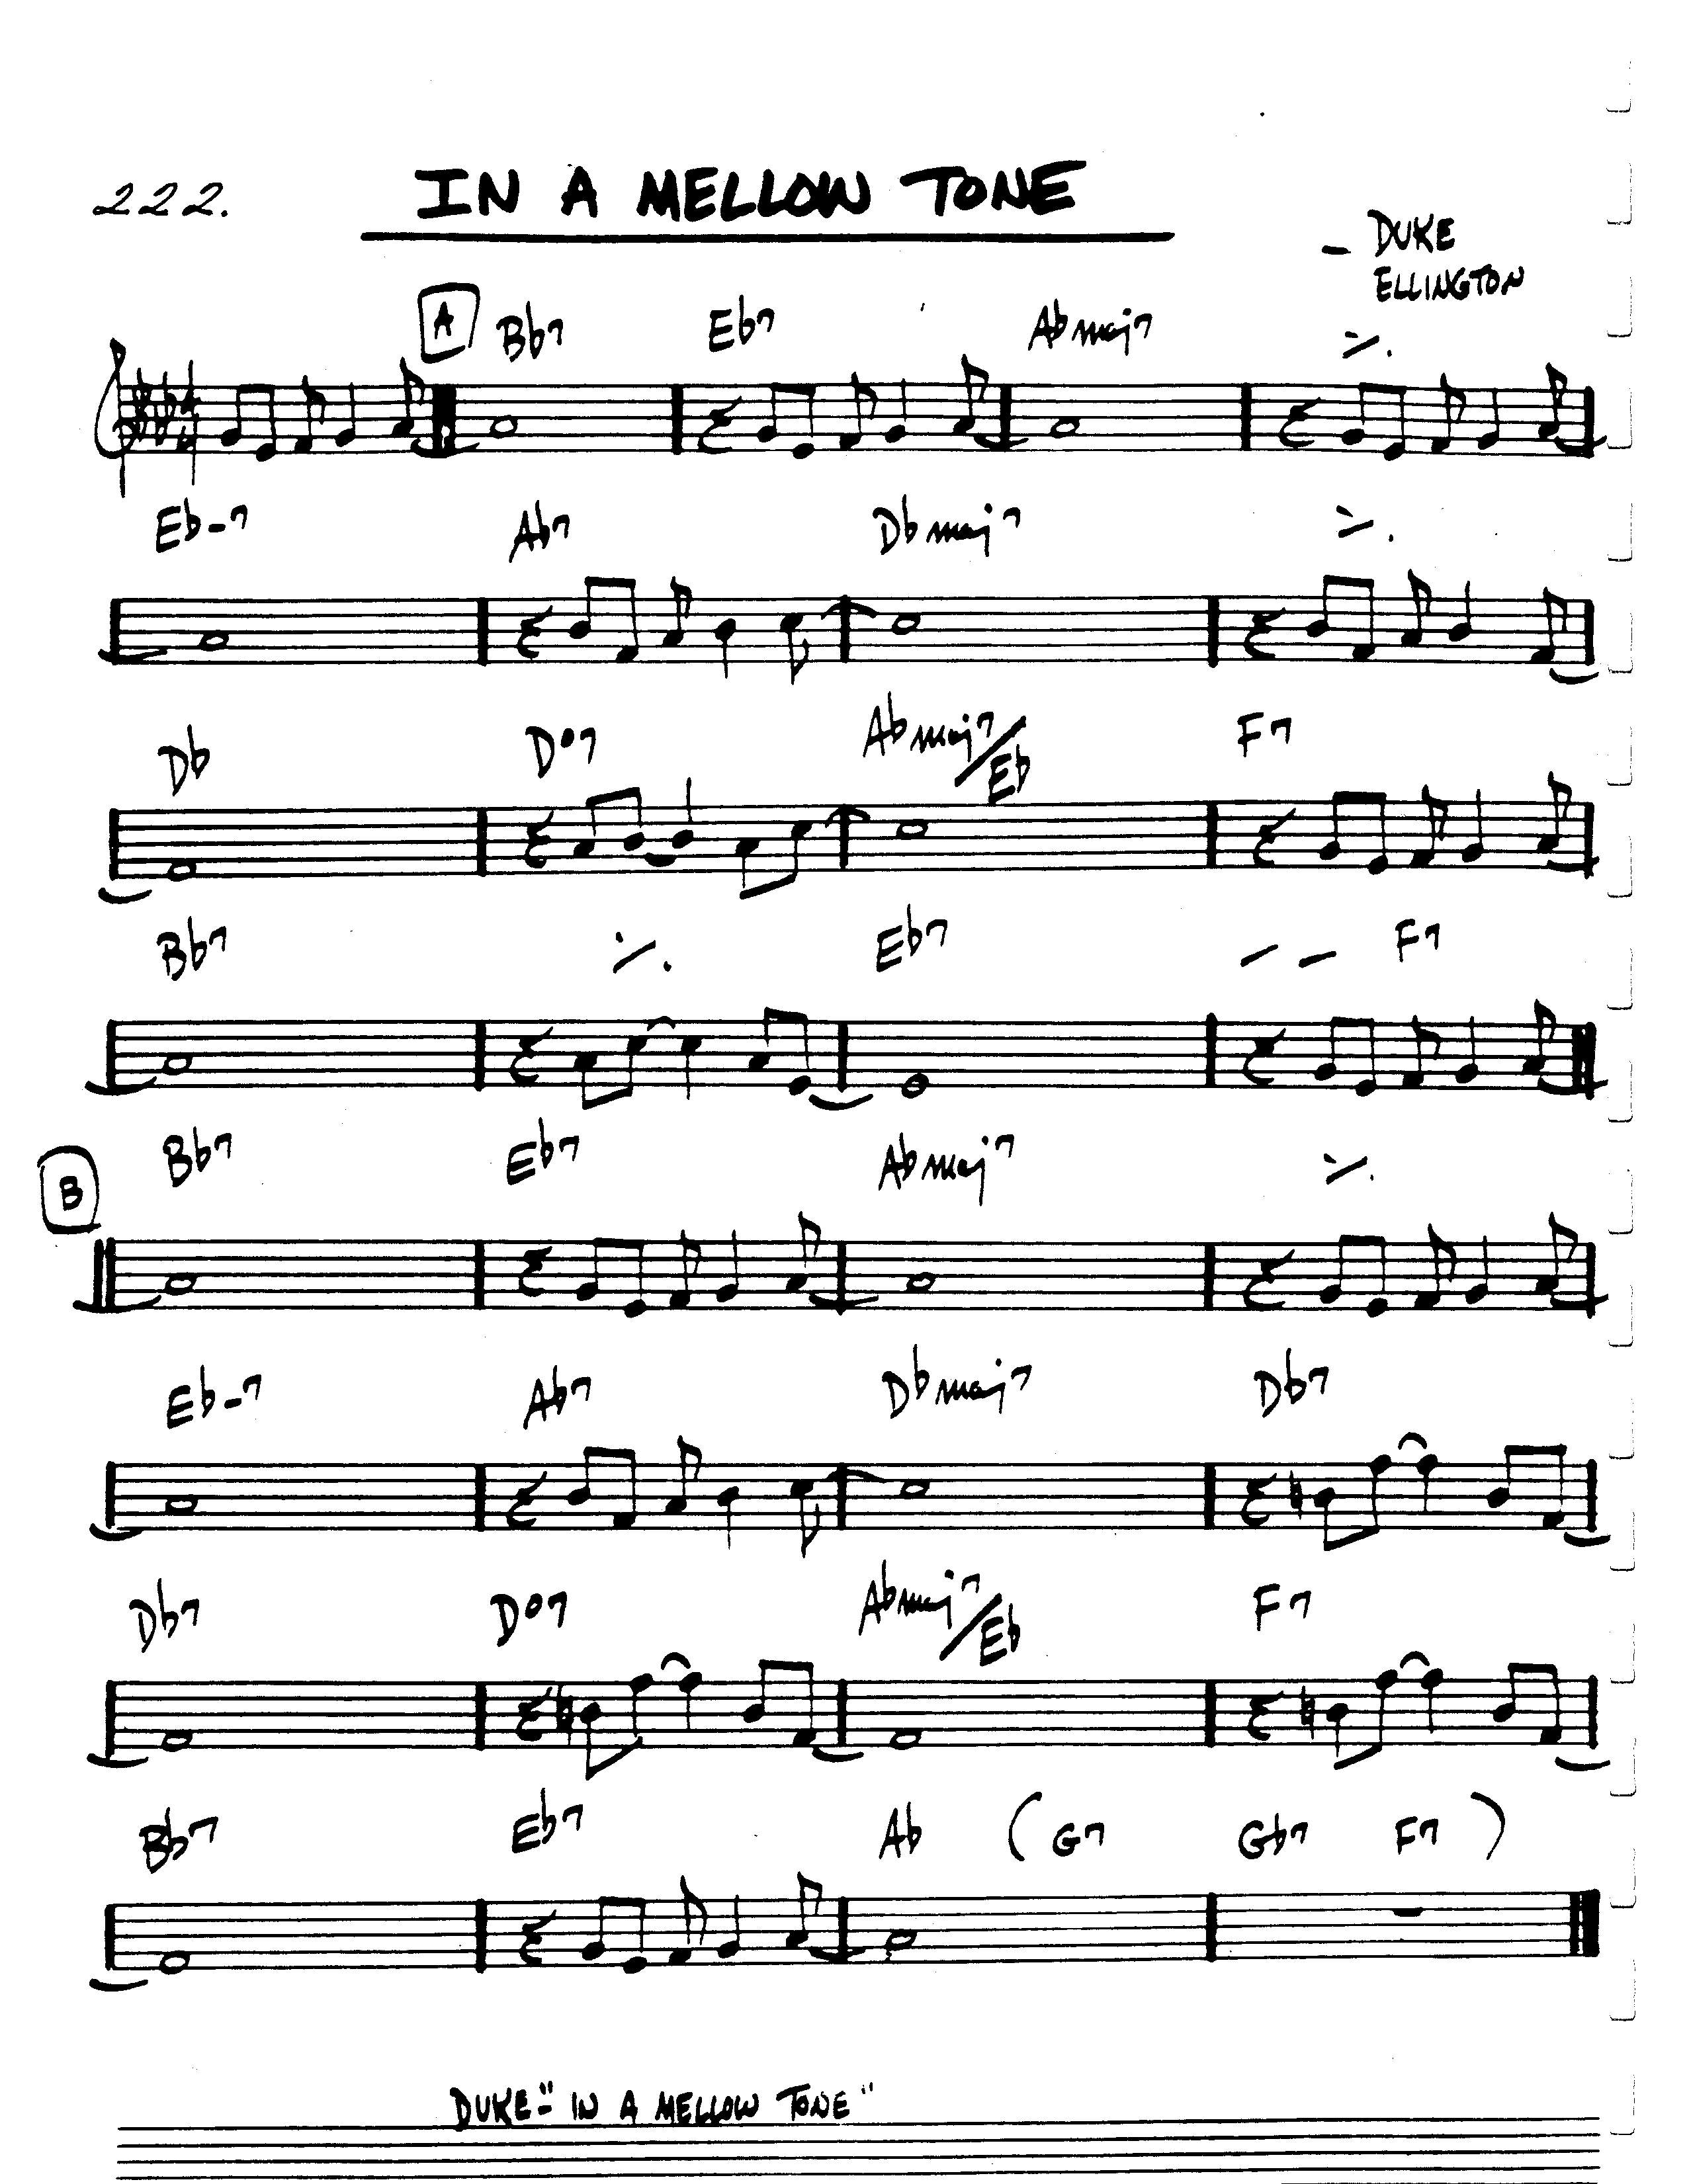 222. IN A MELLOW TONE
– DUKE
ELLINGTON
A Bb7 Eb7 Abmaj7 ٪
Eb-7 Ab7 Dbmaj7 ٪
Db Do7 Abmaj7/Eb F7
Bb7 ٪ Eb7 – – F7
B Bb7 Eb7 Abmaj7 ٪
Eb-7 Ab7 Dbmaj7 Db7
Db7 Do7 Abmaj7/Eb F7
Bb7 Eb7 Ab (G7 Gb7 F7)
DUKE – "IN A MELLOW TONE"